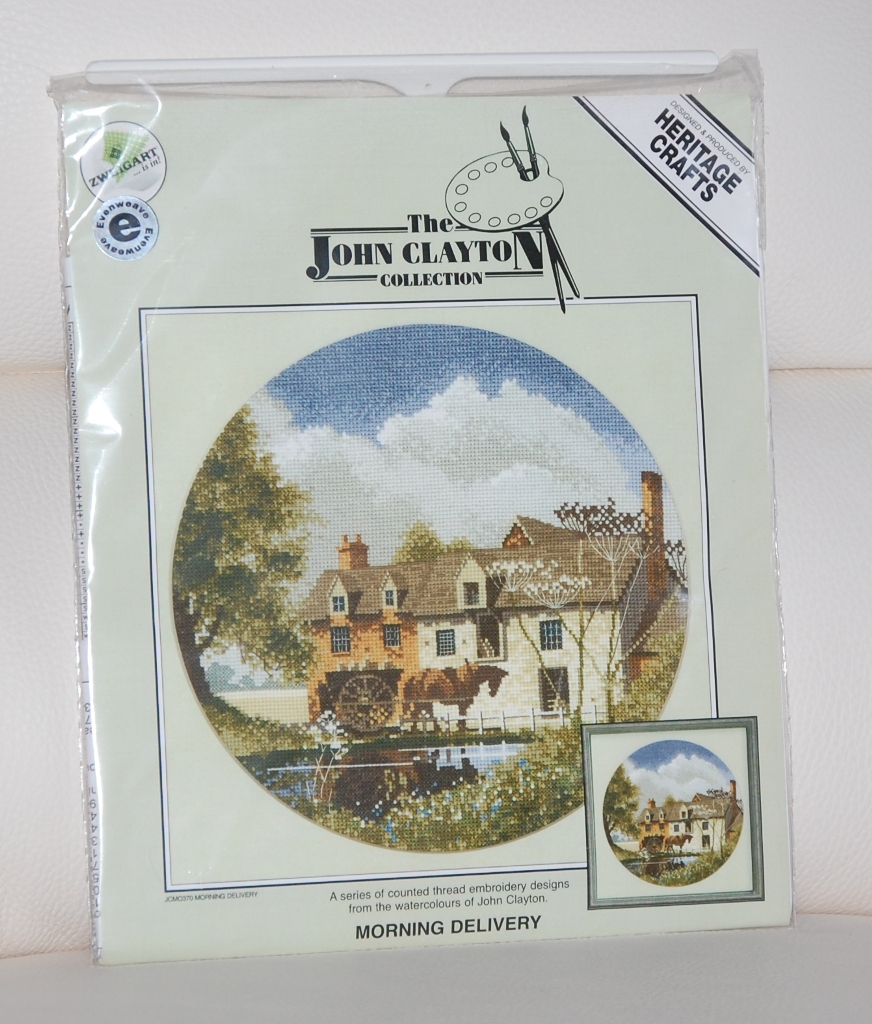 DESIGNED & PRODUCED BY
HERITAGE
CRAFTS
ZWEIGART
... is in!
Evenweave
e
Evenweave
The
JOHN CLAYTON
COLLECTION
JCMO370 MORNING DELIVERY
A series of counted thread embroidery designs
from the watercolours of John Clayton.
MORNING DELIVERY